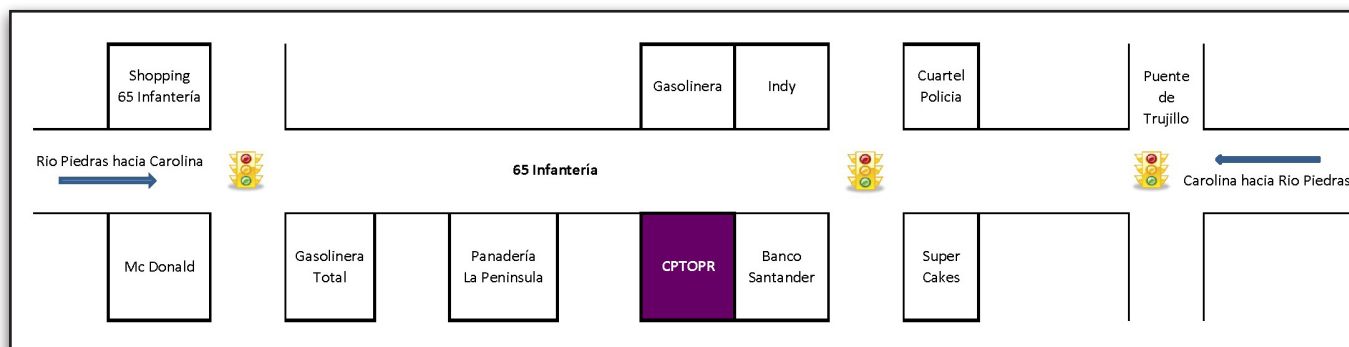 Shopping
65 Infantería
Gasolinera
Indy
Cuartel
Policia
Puente
de
Trujillo
Rio Piedras hacia Carolina
65 Infantería
Carolina hacia Rio Piedras
Mc Donald
Gasolinera
Total
Panadería
La Peninsula
CPTOPR
Banco
Santander
Super
Cakes